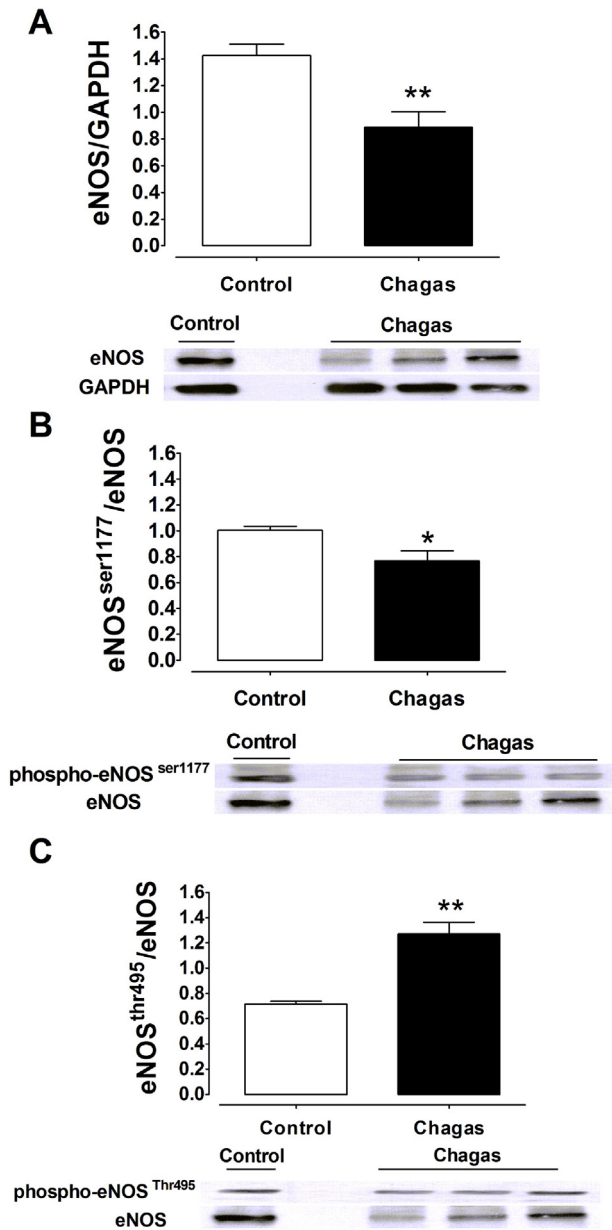 A
eNOS/GAPDH
1.6
1.4
1.2
1.0
0.8
0.6
0.4
0.2
0.0
**
Control Chagas
Control Chagas
eNOS
GAPDH
B
eNOS^ser1177/eNOS
1.6
1.4
1.2
1.0
0.8
0.6
0.4
0.2
0.0
*
Control Chagas
Control Chagas
phospho-eNOS ser1177
eNOS
C
eNOS^thr495/eNOS
1.6
1.4
1.2
1.0
0.8
0.6
0.4
0.2
0.0
**
Control Chagas
Control Chagas
phospho-eNOS Thr495
eNOS